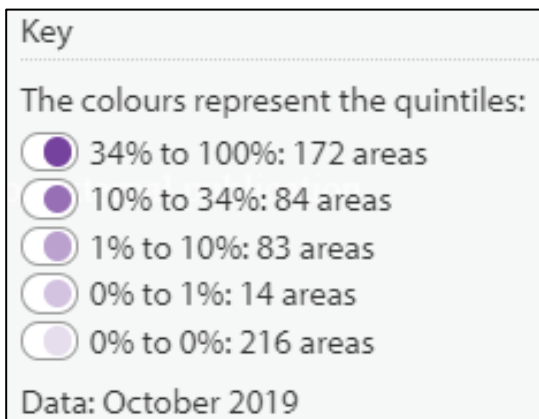 Key
The colours represent the quintiles:
34% to 100%: 172 areas
10% to 34%: 84 areas
1% to 10%: 83 areas
0% to 1%: 14 areas
0% to 0%: 216 areas
Data: October 2019